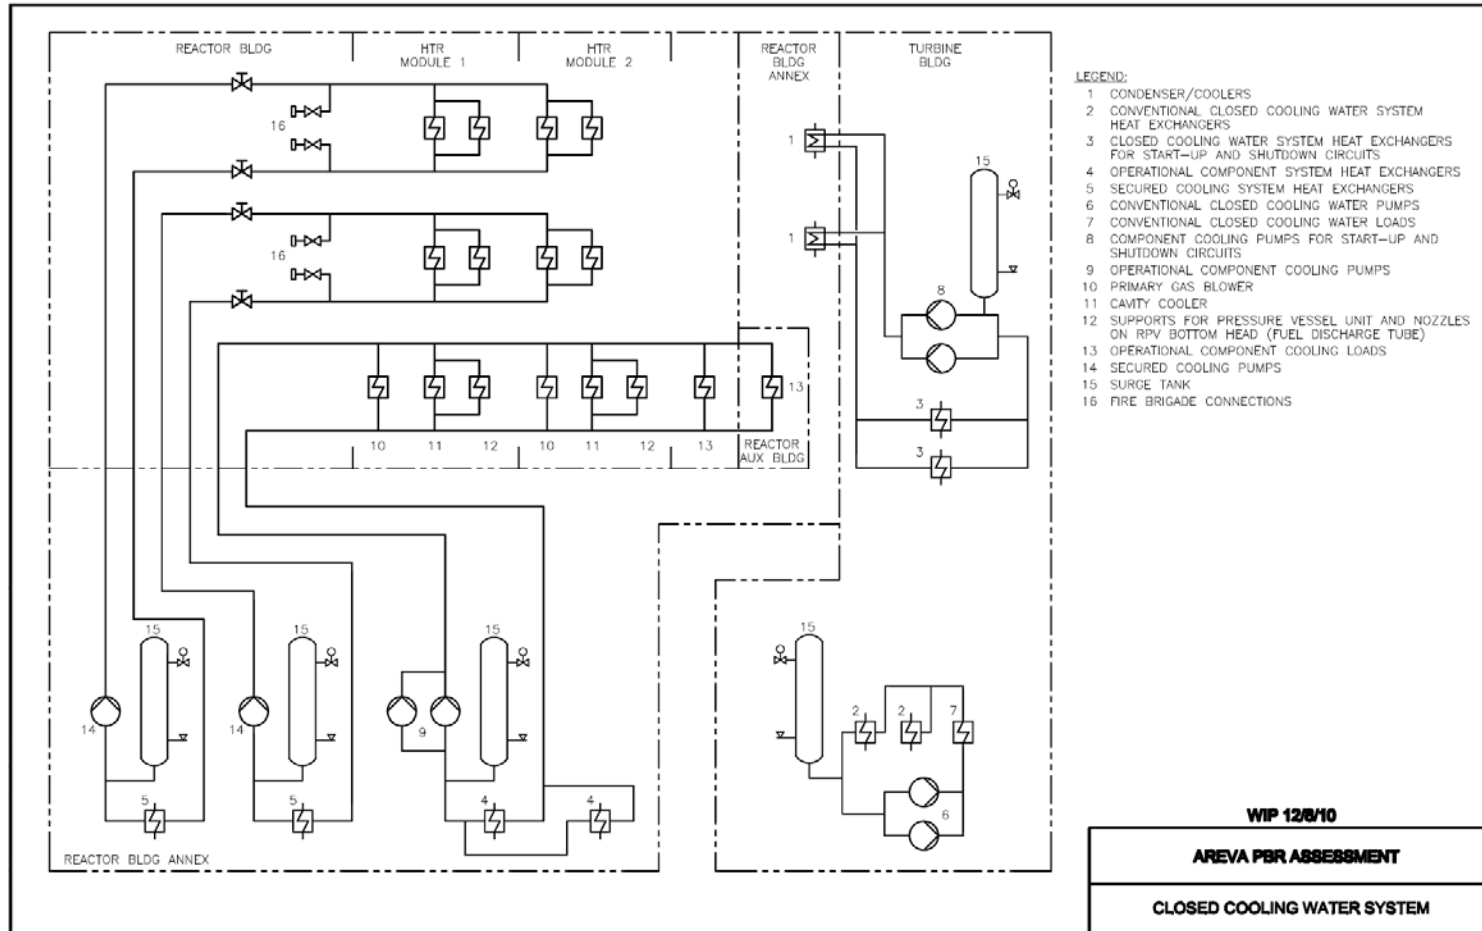 REACTOR BLDG
HTR
MODULE 1
HTR
MODULE 2
REACTOR
BLDG
ANNEX
TURBINE
BLDG
16
16
1
1
15
8
3
3
13
10
11
12
10
11
12
13
REACTOR
AUX BLDG
15
14
5
15
14
5
15
9
4
4
15
2
2
7
6
REACTOR BLDG ANNEX
LEGEND:
1 CONDENSER/COOLERS
2 CONVENTIONAL CLOSED COOLING WATER SYSTEM
HEAT EXCHANGERS
3 CLOSED COOLING WATER SYSTEM HEAT EXCHANGERS
FOR START-UP AND SHUTDOWN CIRCUITS
4 OPERATIONAL COMPONENT SYSTEM HEAT EXCHANGERS
5 SECURED COOLING SYSTEM HEAT EXCHANGERS
6 CONVENTIONAL CLOSED COOLING WATER PUMPS
7 CONVENTIONAL CLOSED COOLING WATER LOADS
8 COMPONENT COOLING PUMPS FOR START-UP AND
SHUTDOWN CIRCUITS
9 OPERATIONAL COMPONENT COOLING PUMPS
10 PRIMARY GAS BLOWER
11 CAVITY COOLER
12 SUPPORTS FOR PRESSURE VESSEL UNIT AND NOZZLES
ON RPV BOTTOM HEAD (FUEL DISCHARGE TUBE)
13 OPERATIONAL COMPONENT COOLING LOADS
14 SECURED COOLING PUMPS
15 SURGE TANK
16 FIRE BRIGADE CONNECTIONS
WIP 12/8/10
AREVA PBR ASSESSMENT
CLOSED COOLING WATER SYSTEM